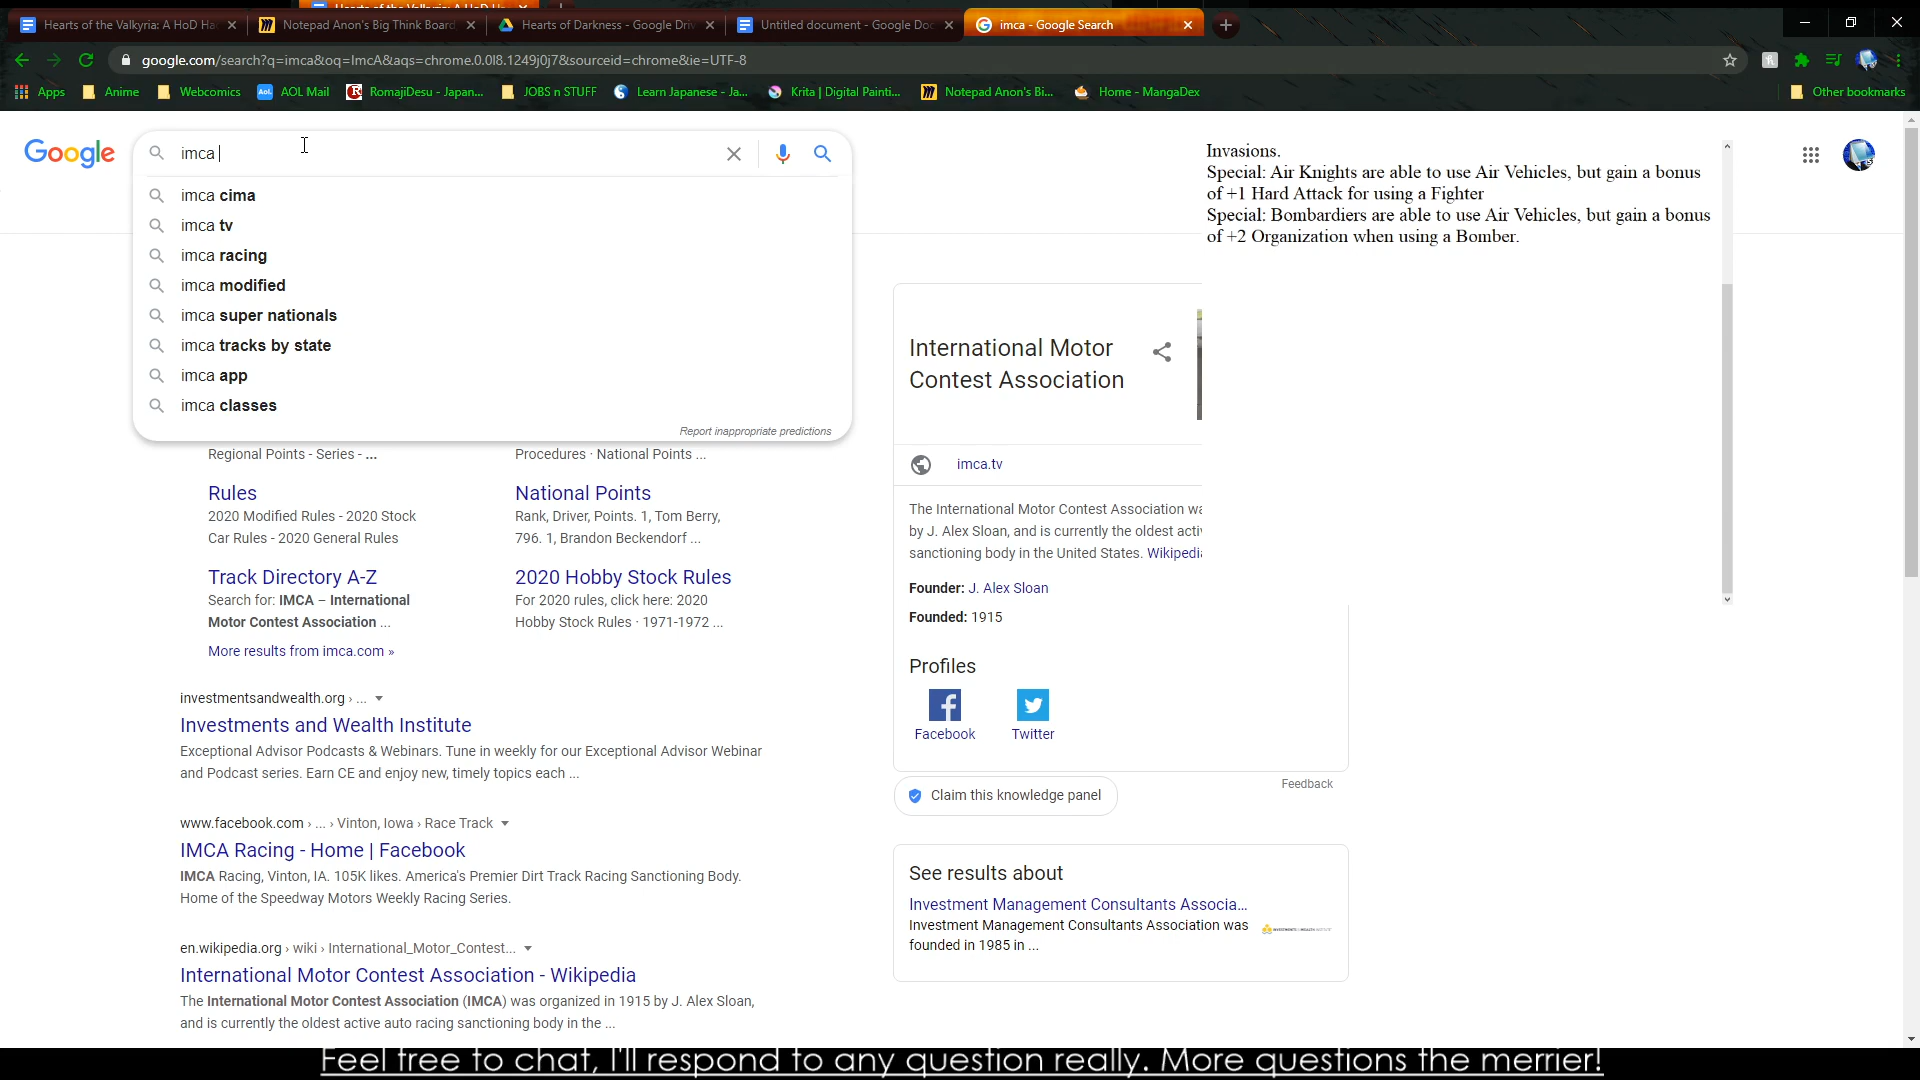 Hearts of the Valkyria: A HoD Ha
Hearts of the Valkyria: A HoD Ha
Notepad Anon's Big Think Board
Hearts of Darkness - Google Driv
Untitled document - Google Doc
imca - Google Search
google.com/search?q=imca&oq=ImcA&aqs=chrome.0.0l8.1249j0j7&sourceid=chrome&ie=UTF-8
Apps
Anime
Webcomics
Aol.
AOL Mail
RomajiDesu - Japan...
JOBS n STUFF
Learn Japanese - Ja...
Krita | Digital Painti...
Notepad Anon's Bi...
Home - MangaDex
Other bookmarks
Google
imca
imca cima
imca tv
imca racing
imca modified
imca super nationals
imca tracks by state
imca app
imca classes
Report inappropriate predictions
Invasions.
Special: Air Knights are able to use Air Vehicles, but gain a bonus
of +1 Hard Attack for using a Fighter
Special: Bombardiers are able to use Air Vehicles, but gain a bonus
of +2 Organization when using a Bomber.
Regional Points - Series - ...
Procedures · National Points ...
Rules
2020 Modified Rules - 2020 Stock
Car Rules - 2020 General Rules
National Points
Rank, Driver, Points. 1, Tom Berry,
796. 1, Brandon Beckendorf ...
Track Directory A-Z
Search for: IMCA – International
Motor Contest Association ...
2020 Hobby Stock Rules
For 2020 rules, click here: 2020
Hobby Stock Rules · 1971-1972 ...
More results from imca.com »
investmentsandwealth.org › ...
Investments and Wealth Institute
Exceptional Advisor Podcasts & Webinars. Tune in weekly for our Exceptional Advisor Webinar
and Podcast series. Earn CE and enjoy new, timely topics each ...
www.facebook.com › ... › Vinton, Iowa › Race Track
IMCA Racing - Home | Facebook
IMCA Racing, Vinton, IA. 105K likes. America's Premier Dirt Track Racing Sanctioning Body.
Home of the Speedway Motors Weekly Racing Series.
en.wikipedia.org › wiki › International_Motor_Contest...
International Motor Contest Association - Wikipedia
The International Motor Contest Association (IMCA) was organized in 1915 by J. Alex Sloan,
and is currently the oldest active auto racing sanctioning body in the ...
International Motor
Contest Association
imca.tv
The International Motor Contest Association wa
by J. Alex Sloan, and is currently the oldest acti
sanctioning body in the United States. Wikipedi
Founder: J. Alex Sloan
Founded: 1915
Profiles
Facebook
Twitter
Feedback
Claim this knowledge panel
See results about
Investment Management Consultants Associa...
Investment Management Consultants Association was
founded in 1985 in ...
Feel free to chat, I'll respond to any question really. More questions the merrier!